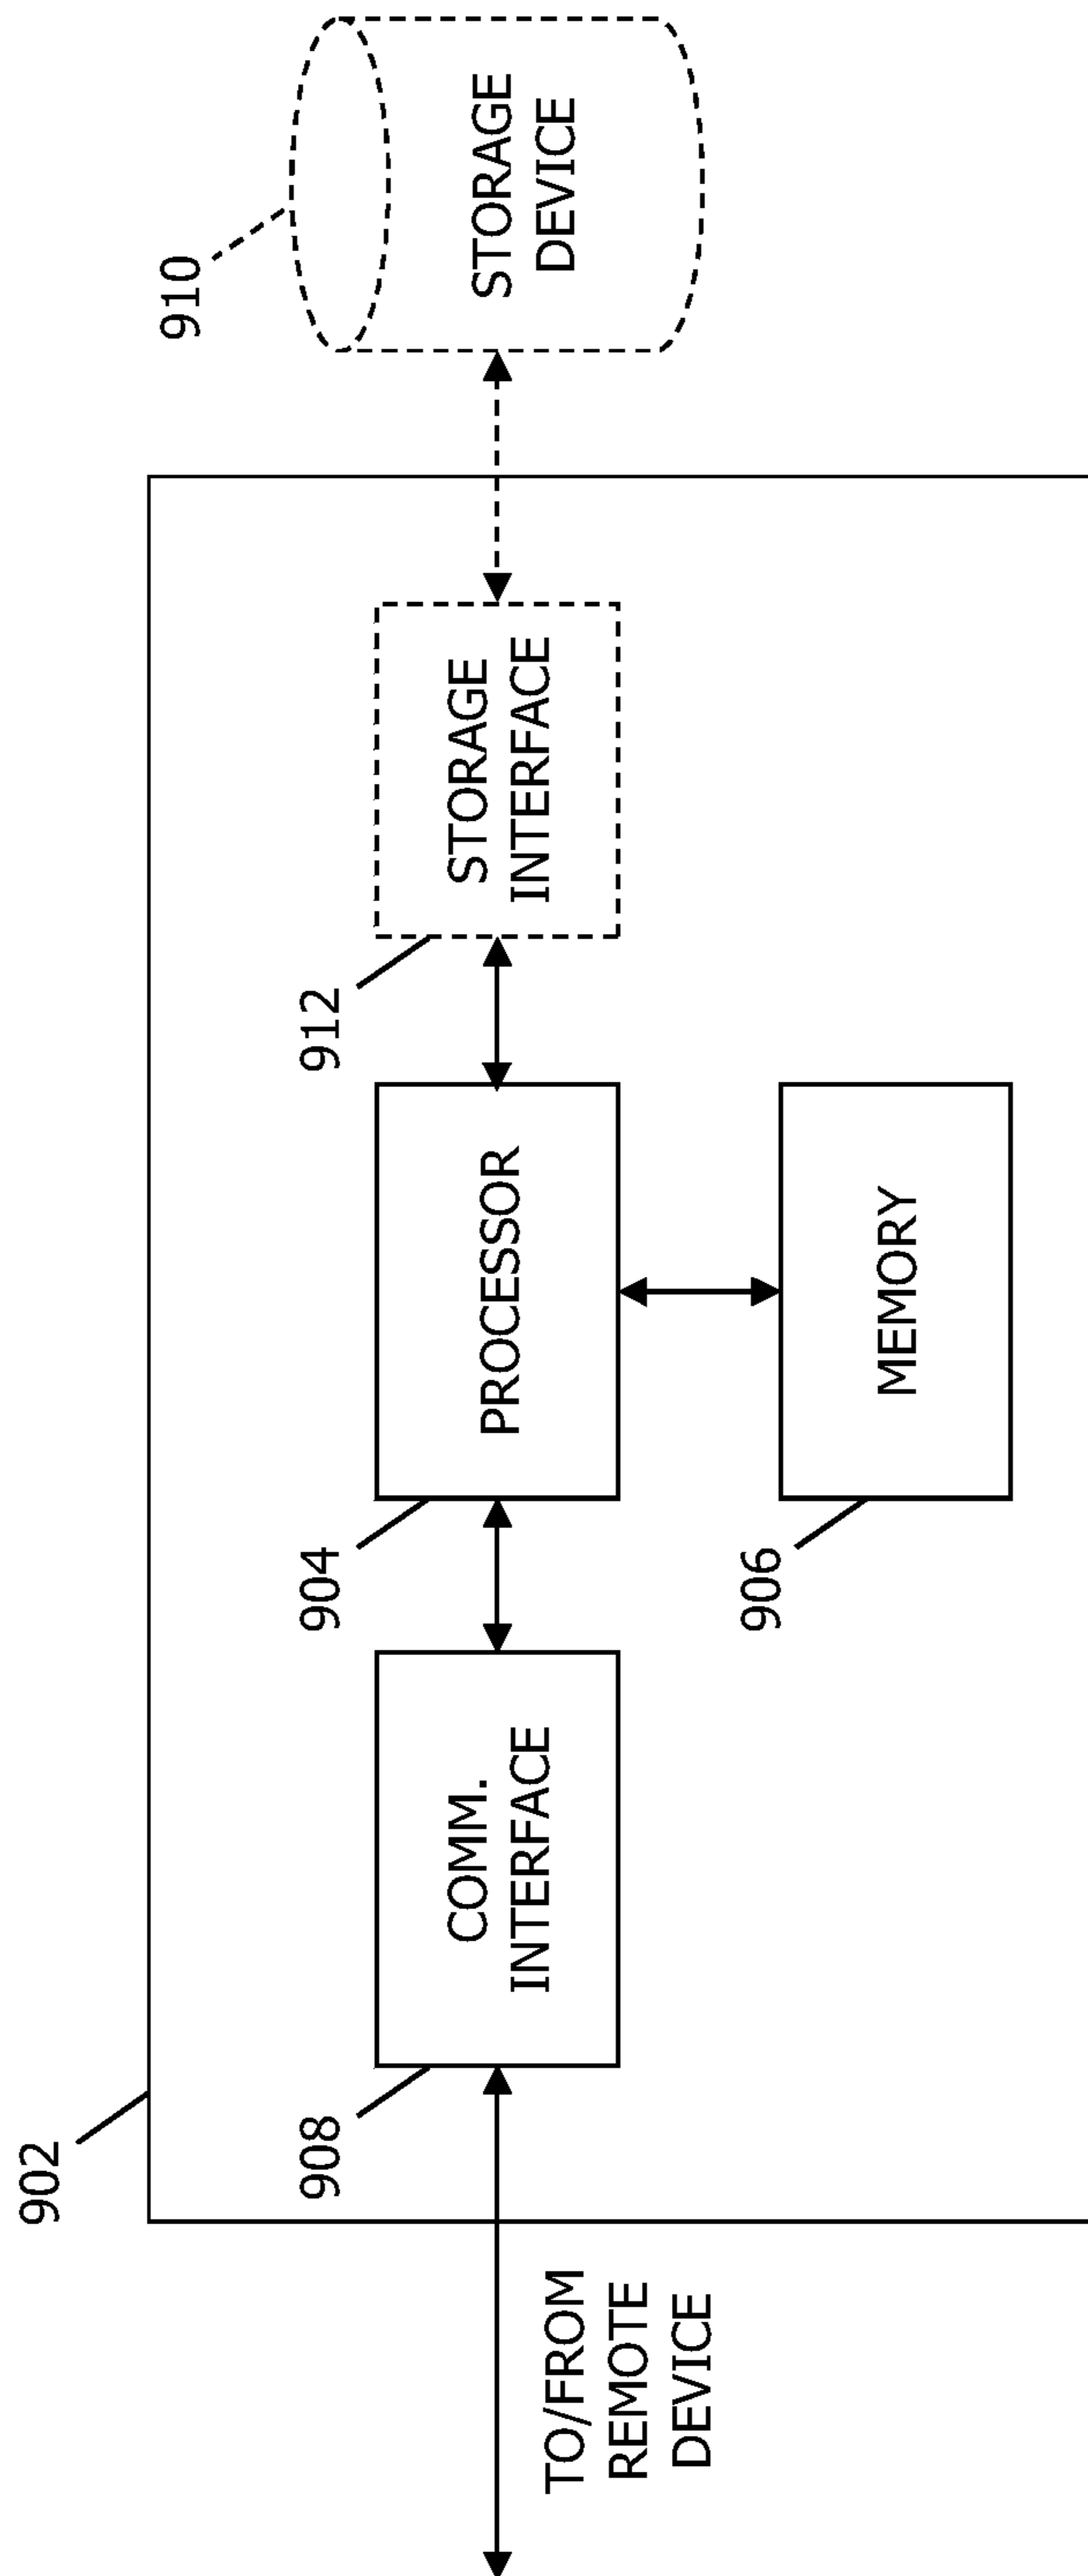 902
910
908
904
912
COMM.
INTERFACE
PROCESSOR
STORAGE
INTERFACE
STORAGE
DEVICE
TO/FROM
REMOTE
DEVICE
906
MEMORY